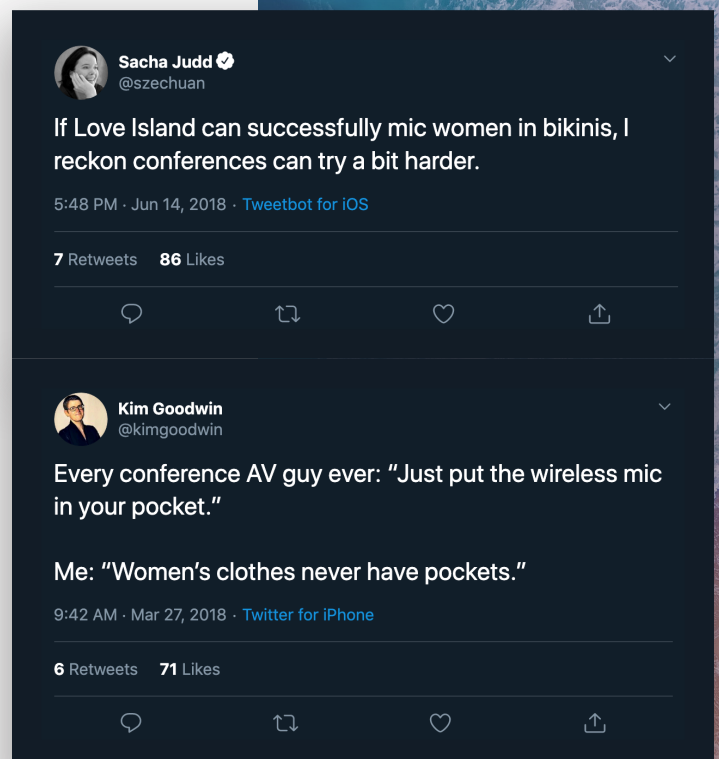 Sacha Judd
@szechuan
If Love Island can successfully mic women in bikinis, I
reckon conferences can try a bit harder.
5:48 PM · Jun 14, 2018 · Tweetbot for iOS
7 Retweets 86 Likes
Kim Goodwin
@kimgoodwin
Every conference AV guy ever: “Just put the wireless mic
in your pocket.”
Me: “Women’s clothes never have pockets.”
9:42 AM · Mar 27, 2018 · Twitter for iPhone
6 Retweets 71 Likes